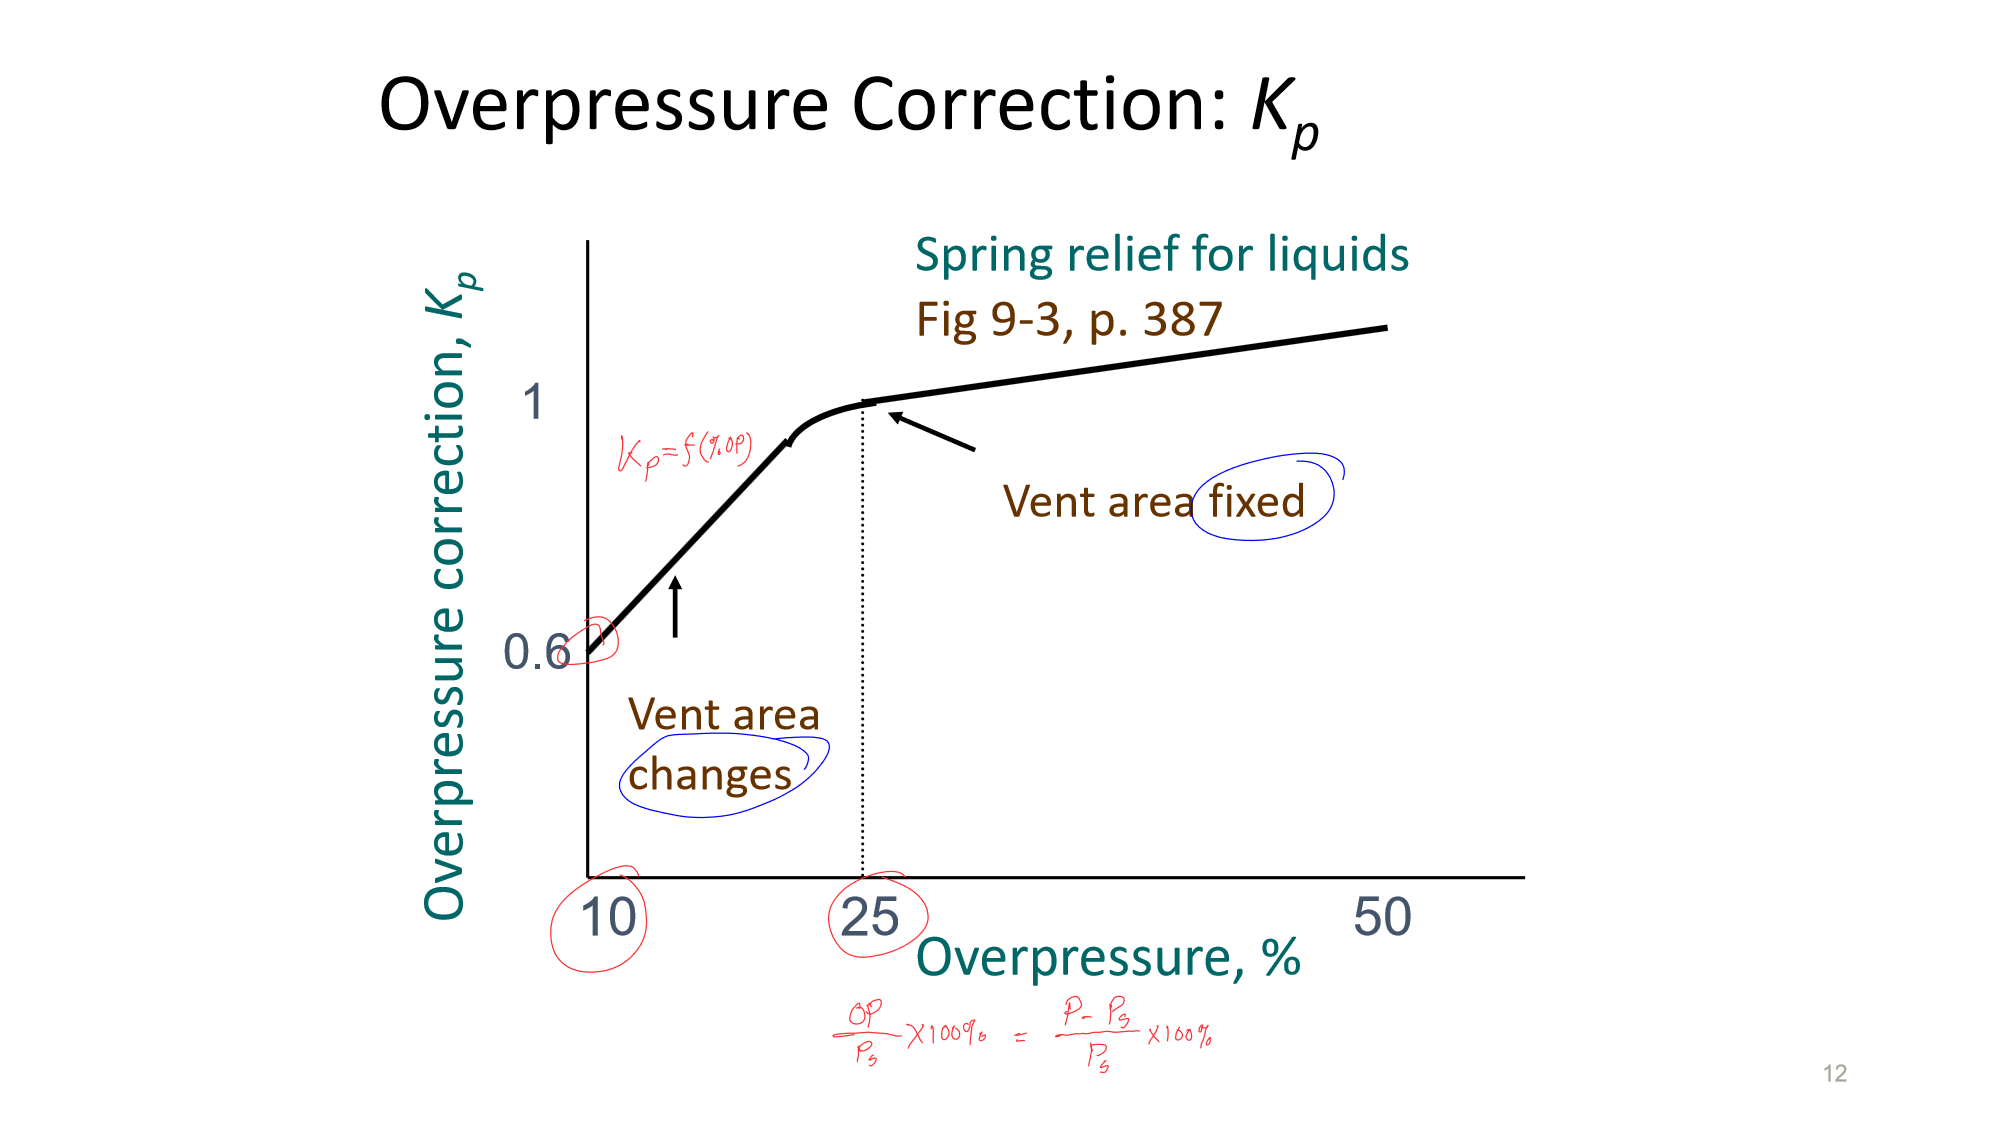 Overpressure Correction: Kp
Spring relief for liquids
Fig 9-3, p. 387
Overpressure correction, Kp
1
Kp = f(% OP)
Vent area fixed
0.6
Vent area
changes
10
25
50
Overpressure, %
OP/Ps X100% = P - Ps/Ps X100%
12